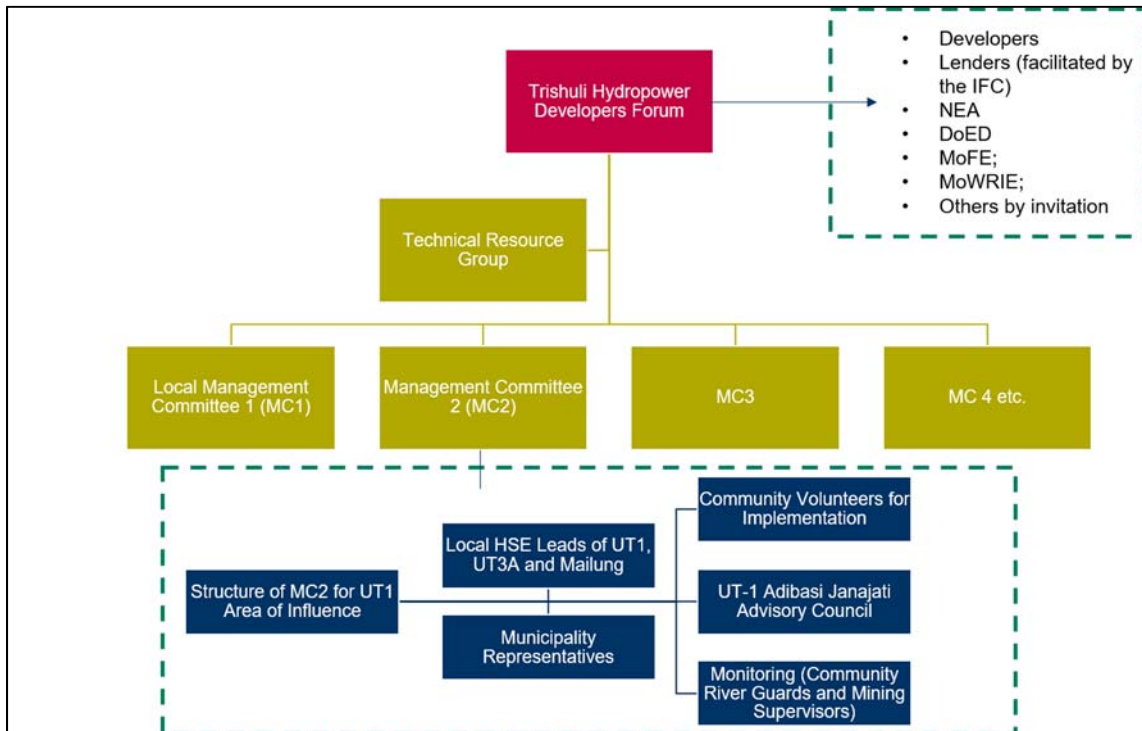 Trishuli Hydropower
Developers Forum
• Developers
• Lenders (facilitated by
the IFC)
• NEA
• DoED
• MoFE;
• MoWRIE;
• Others by invitation
Technical Resource
Group
Local Management
Committee 1 (MC1)
Management Committee
2 (MC2)
MC3
MC 4 etc.
Structure of MC2 for UT1
Area of Influence
Local HSE Leads of UT1,
UT3A and Mailung
Municipality
Representatives
Community Volunteers for
Implementation
UT-1 Adibasi Janajati
Advisory Council
Monitoring (Community
River Guards and Mining
Supervisors)